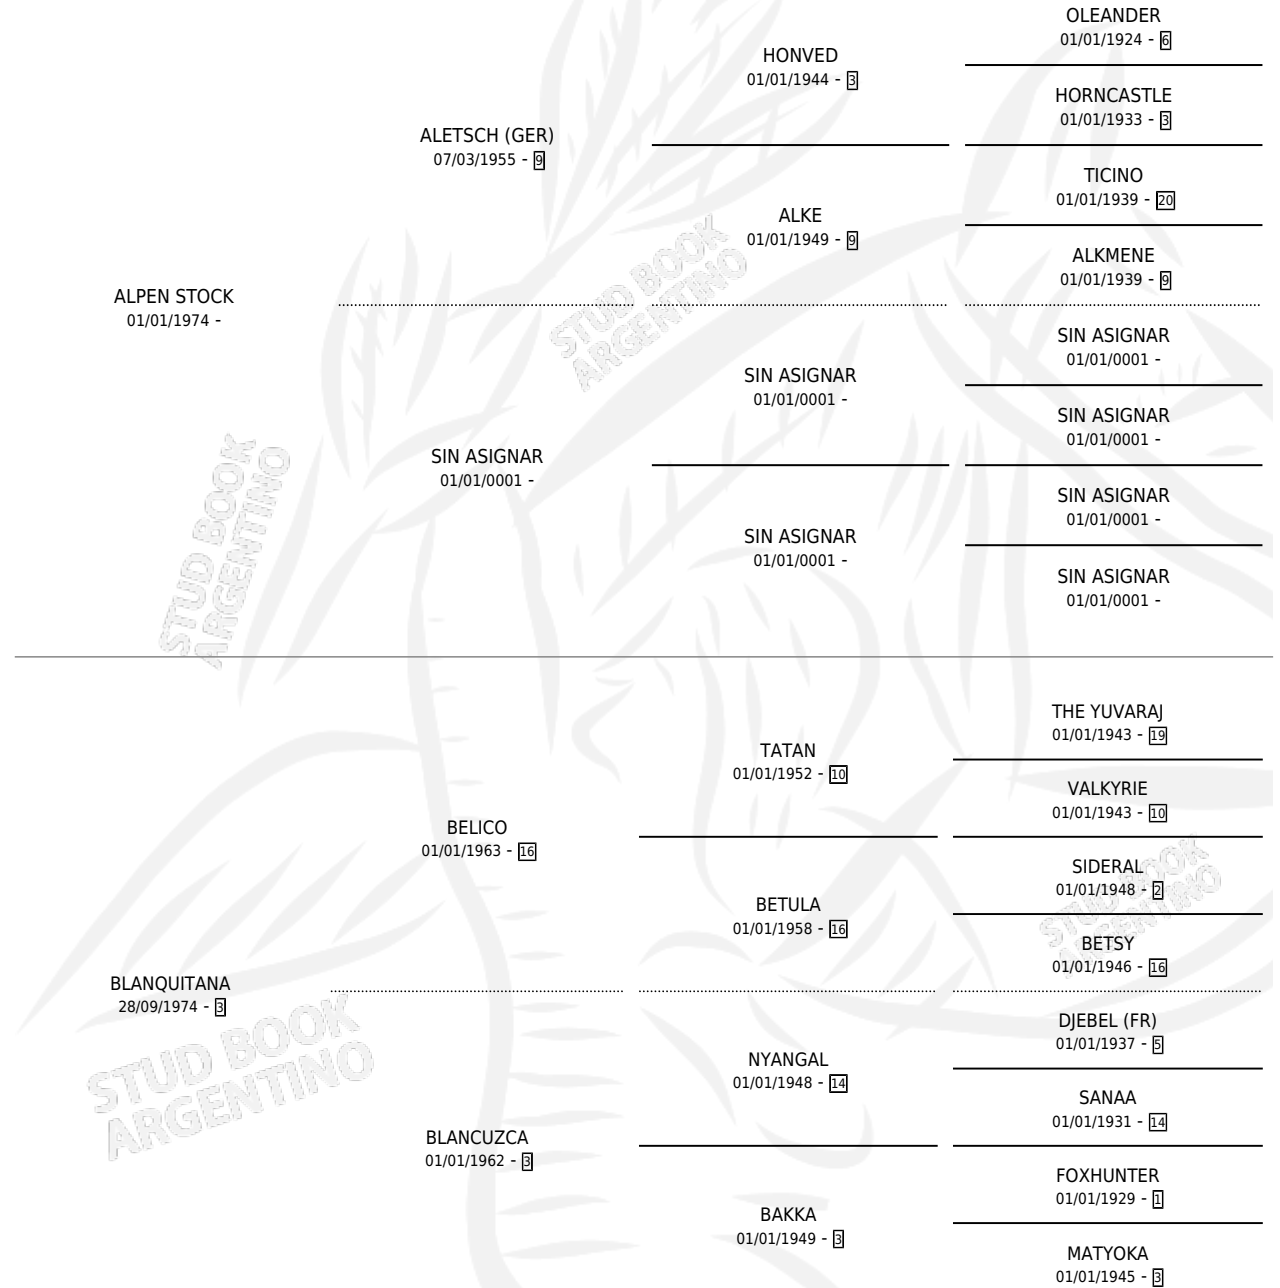 OLEANDER
01/01/1924 - 6
HONVED
01/01/1944 - 3
HORNCASTLE
01/01/1933 - 3
ALETSCH (GER)
07/03/1955 - 9
TICINO
01/01/1939 - 20
ALKE
01/01/1949 - 9
ALKMENE
01/01/1939 - 9
ALPEN STOCK
01/01/1974 -
STUD BOOK
ARGENTINO
SIN ASIGNAR
01/01/0001 -
SIN ASIGNAR
01/01/0001 -
SIN ASIGNAR
01/01/0001 -
SIN ASIGNAR
01/01/0001 -
STUD BOOK
ARGENTINO
SIN ASIGNAR
01/01/0001 -
SIN ASIGNAR
01/01/0001 -
SIN ASIGNAR
01/01/0001 -
THE YUVARAJ
01/01/1943 - 19
TATAN
01/01/1952 - 10
VALKYRIE
01/01/1943 - 10
BELICO
01/01/1963 - 16
SIDERAL
01/01/1948 - 2
BETULA
01/01/1958 - 16
STUD BOOK
ARGENTINO
BETSY
01/01/1946 - 16
BLANQUITANA
28/09/1974 - 3
STUD BOOK
ARGENTINO
DJEBEL (FR)
01/01/1937 - 5
NYANGAL
01/01/1948 - 14
SANAA
01/01/1931 - 14
BLANCUZCA
01/01/1962 - 3
FOXHUNTER
01/01/1929 - 1
BAKKA
01/01/1949 - 3
MATYOKA
01/01/1945 - 3